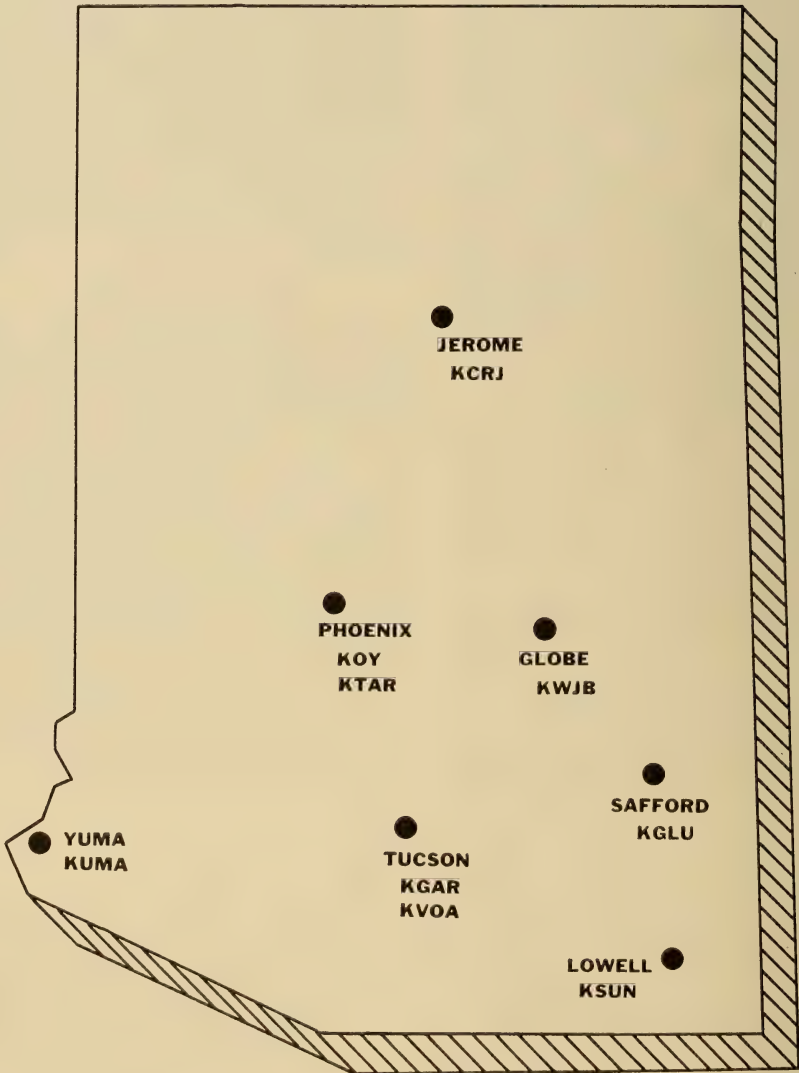 JEROME
KCRJ
PHOENIX
KOY
KTAR
GLOBE
KWJB
SAFFORD
KGLU
YUMA
KUMA
TUCSON
KGAR
KVOA
LOWELL
KSUN